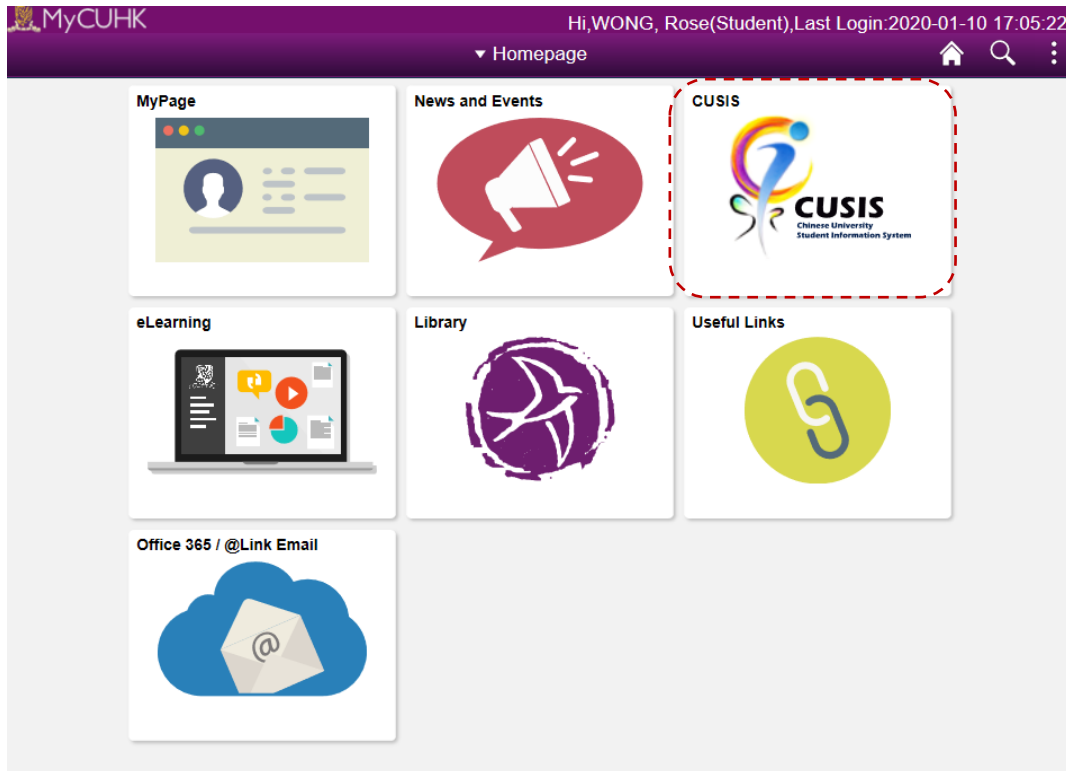 MyCUHK
Hi,WONG, Rose(Student),Last Login:2020-01-10 17:05:22
Homepage
MyPage
News and Events
CUSIS
CUSIS
Chinese University
Student Information System
eLearning
Library
Useful Links
Office 365 / @Link Email
@